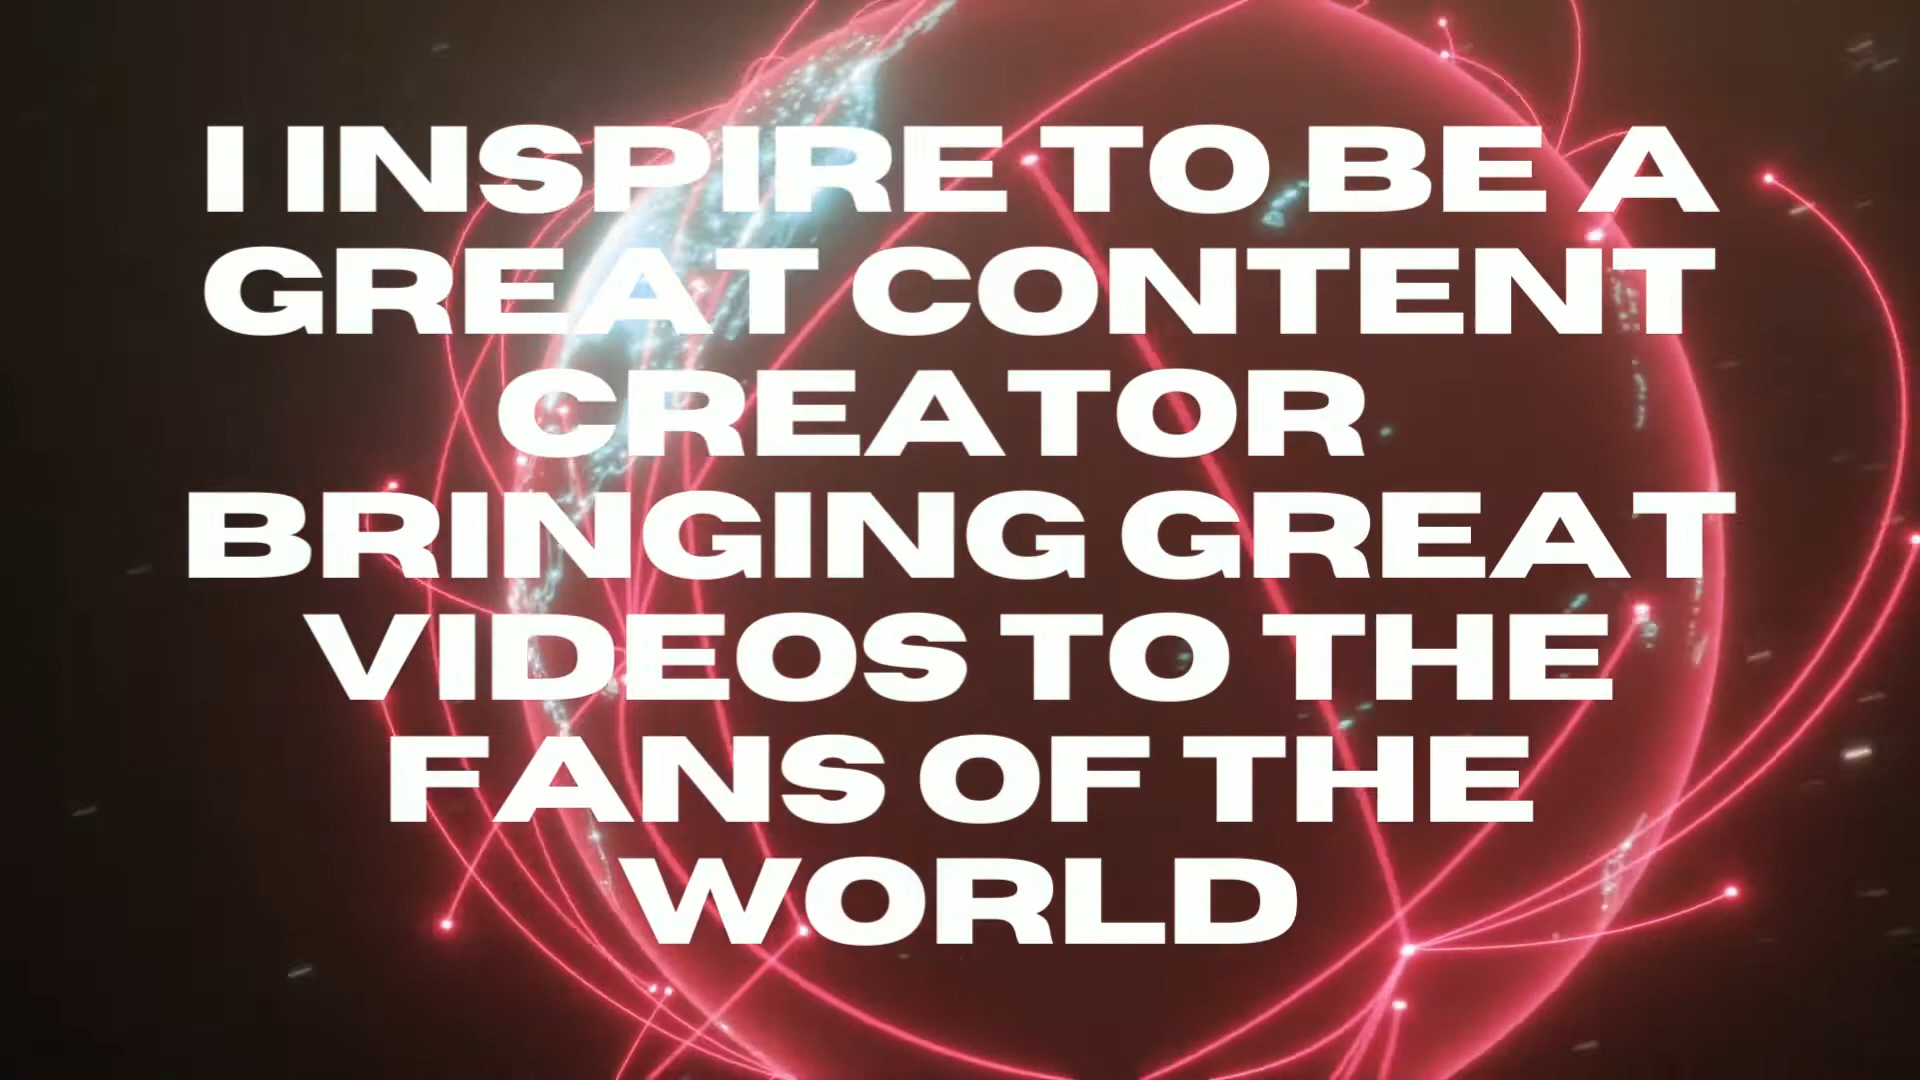 I INSPIRE TO BE A
GREAT CONTENT
CREATOR
BRINGING GREAT
VIDEOS TO THE
FANS OF THE
WORLD